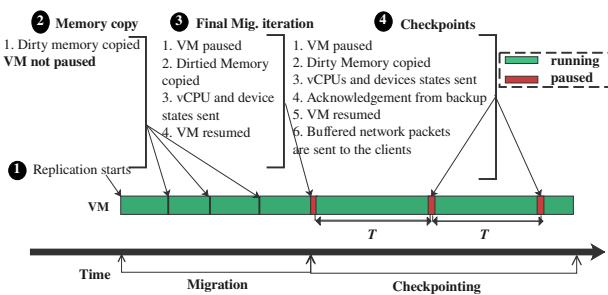 2 Memory copy
1. Dirty memory copied
VM not paused
3 Final Mig. iteration
1. VM paused
2. Dirtied Memory
copied
3. vCPU and device
states sent
4. VM resumed
4 Checkpoints
1. VM paused
2. Dirty Memory copied
3. vCPUs and devices states sent
4. Acknowledgement from backup
5. VM resumed
6. Buffered network packets
are sent to the clients
running
paused
1 Replication starts
VM
T
T
Time
Migration
Checkpointing